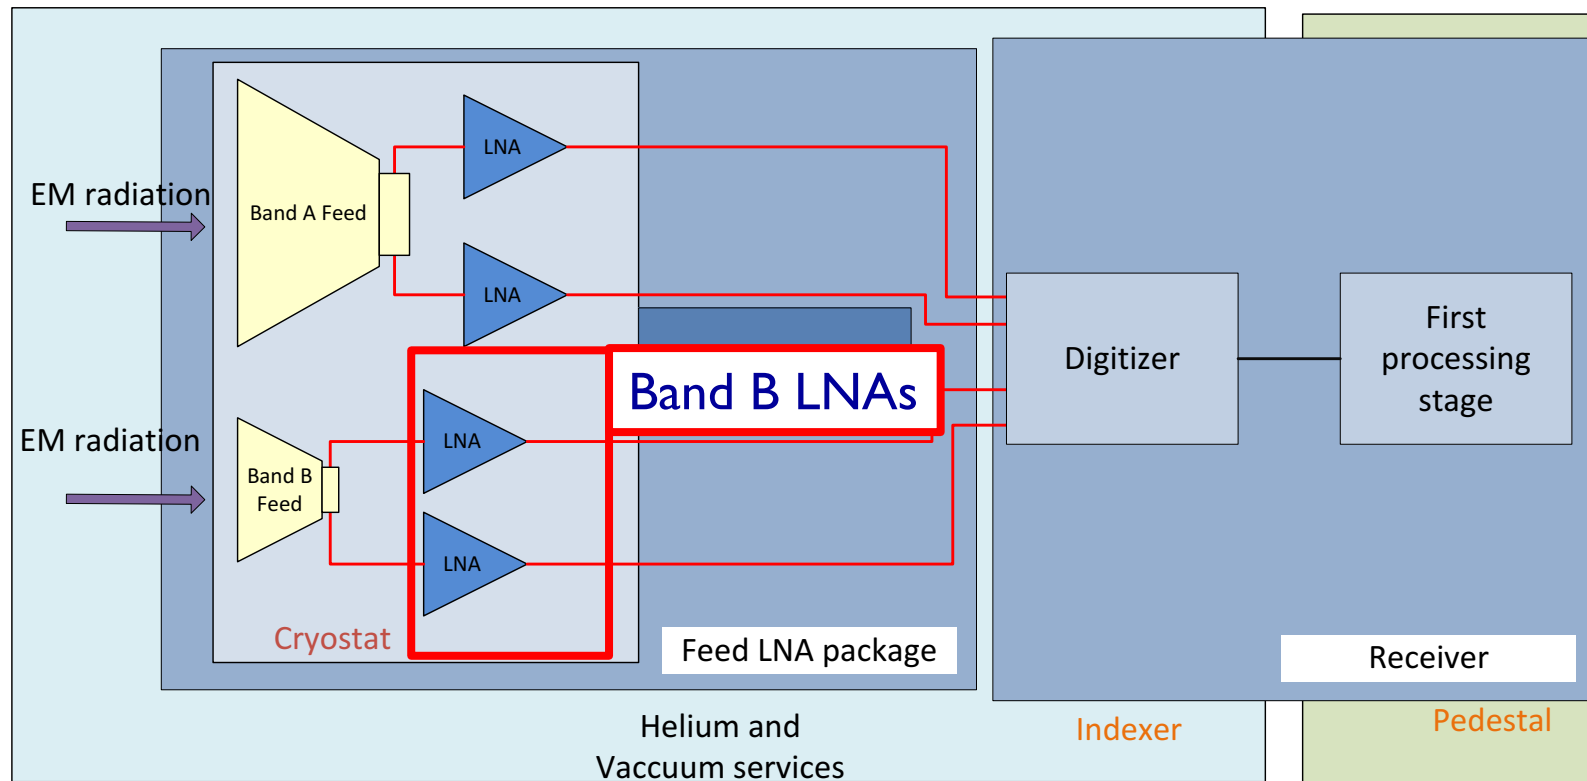 EM radiation
Band A Feed
LNA
LNA
EM radiation
Band B
Feed
LNA
LNA
Band B LNAs
Cryostat
Feed LNA package
Helium and
Vaccuum services
Digitizer
First
processing
stage
Receiver
Indexer
Pedestal